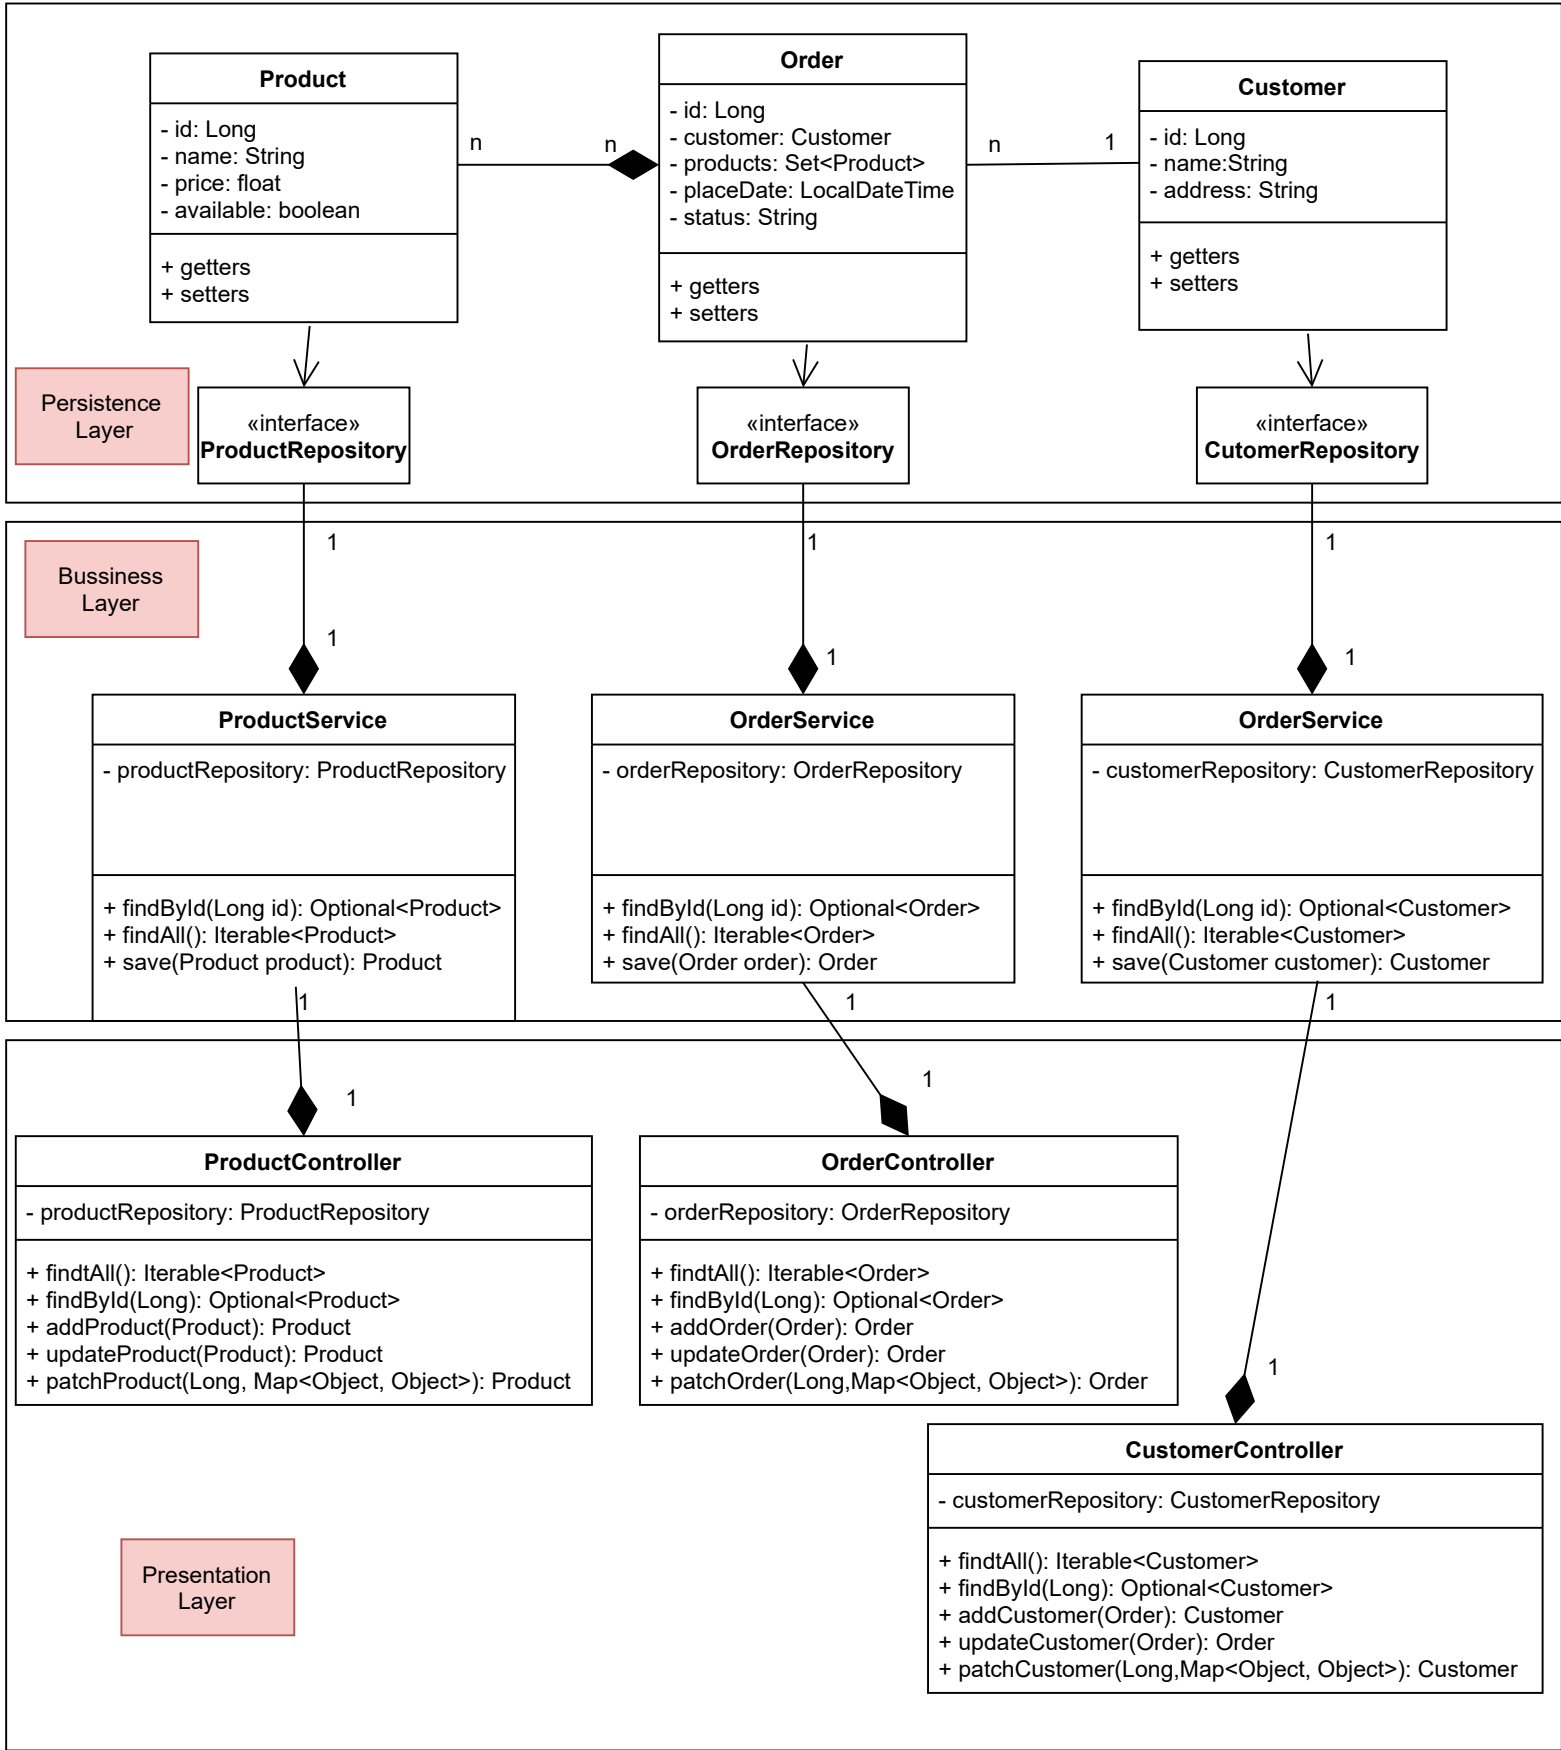 Product
- id: Long
- name: String
- price: float
- available: boolean
+ getters
+ setters
n
n
Order
- id: Long
- customer: Customer
- products: Set<Product>
- placeDate: LocalDateTime
- status: String
+ getters
+ setters
n
1
Customer
- id: Long
- name:String
- address: String
+ getters
+ setters
Persistence
Layer
«interface»
ProductRepository
«interface»
OrderRepository
«interface»
CutomerRepository
1
1
1
Bussiness
Layer
1
1
1
ProductService
- productRepository: ProductRepository
+ findById(Long id): Optional<Product>
+ findAll(): Iterable<Product>
+ save(Product product): Product
OrderService
- orderRepository: OrderRepository
+ findById(Long id): Optional<Order>
+ findAll(): Iterable<Order>
+ save(Order order): Order
OrderService
- customerRepository: CustomerRepository
+ findById(Long id): Optional<Customer>
+ findAll(): Iterable<Customer>
+ save(Customer customer): Customer
1
1
1
1
1
ProductController
- productRepository: ProductRepository
+ findtAll(): Iterable<Product>
+ findById(Long): Optional<Product>
+ addProduct(Product): Product
+ updateProduct(Product): Product
+ patchProduct(Long, Map<Object, Object>): Product
OrderController
- orderRepository: OrderRepository
+ findtAll(): Iterable<Order>
+ findById(Long): Optional<Order>
+ addOrder(Order): Order
+ updateOrder(Order): Order
+ patchOrder(Long,Map<Object, Object>): Order
1
CustomerController
- customerRepository: CustomerRepository
+ findtAll(): Iterable<Customer>
+ findById(Long): Optional<Customer>
+ addCustomer(Order): Customer
+ updateCustomer(Order): Order
+ patchCustomer(Long,Map<Object, Object>): Customer
Presentation
Layer